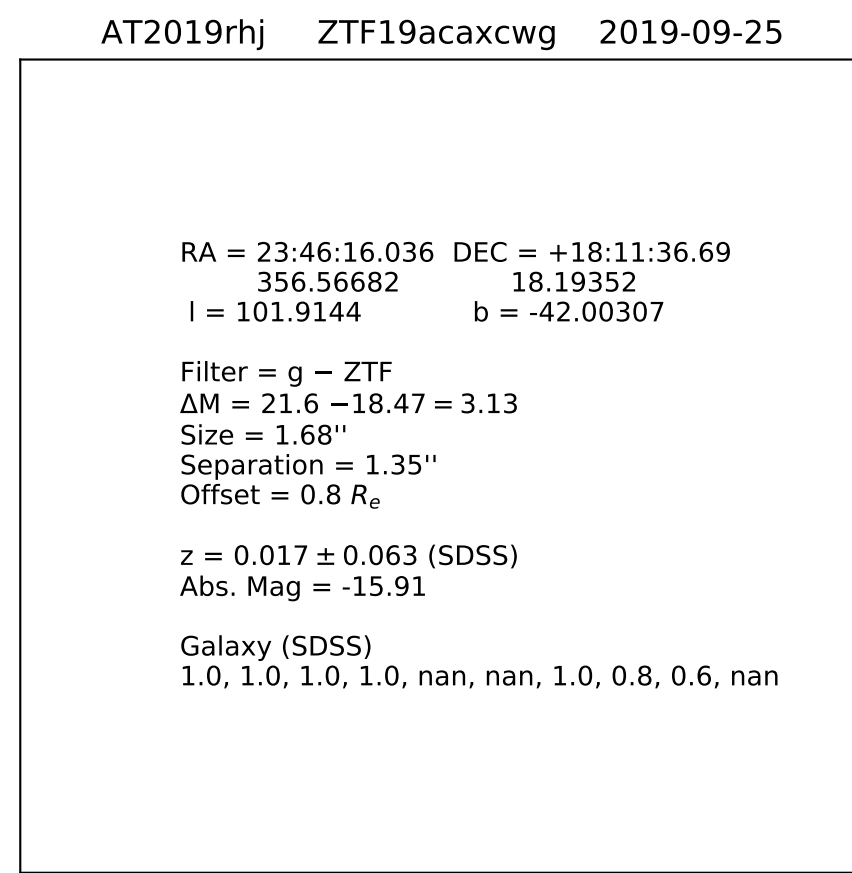 AT2019rhj ZTF19acaxcwg 2019-09-25
RA = 23:46:16.036 DEC = +18:11:36.69
356.56682 18.19352
l = 101.9144 b = -42.00307
Filter = g − ZTF
ΔM = 21.6 −18.47 = 3.13
Size = 1.68''
Separation = 1.35''
Offset = 0.8 Re
z = 0.017 ± 0.063 (SDSS)
Abs. Mag = -15.91
Galaxy (SDSS)
1.0, 1.0, 1.0, 1.0, nan, nan, 1.0, 0.8, 0.6, nan